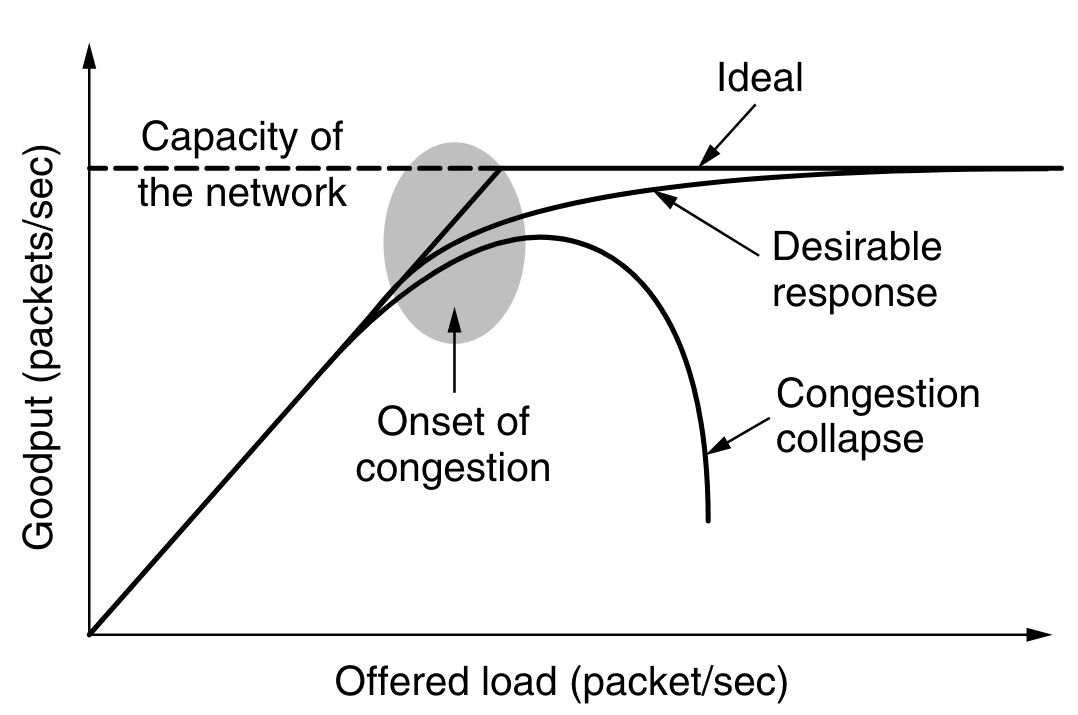 Ideal
Capacity of
the network
Desirable
response
Congestion
collapse
Onset of
congestion
Goodput (packets/sec)
Offered load (packet/sec)